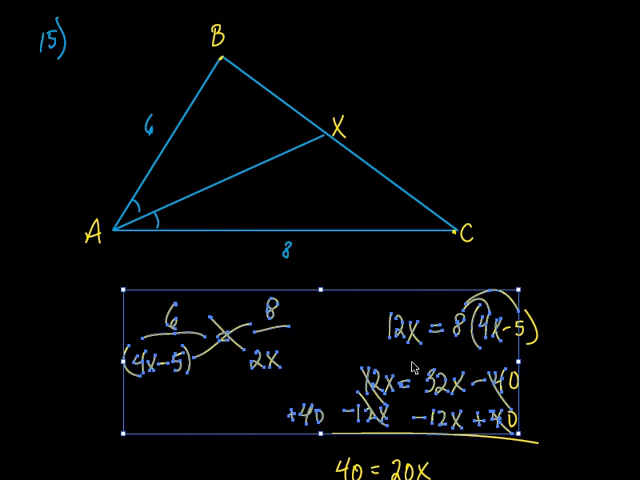 15)
B
6
X
A
C
8
6 = 8
(4x-5) 2x
12x = 8(4x-5)
12x = 32x - 40
+40 -12x -12x +40
40 = 20x